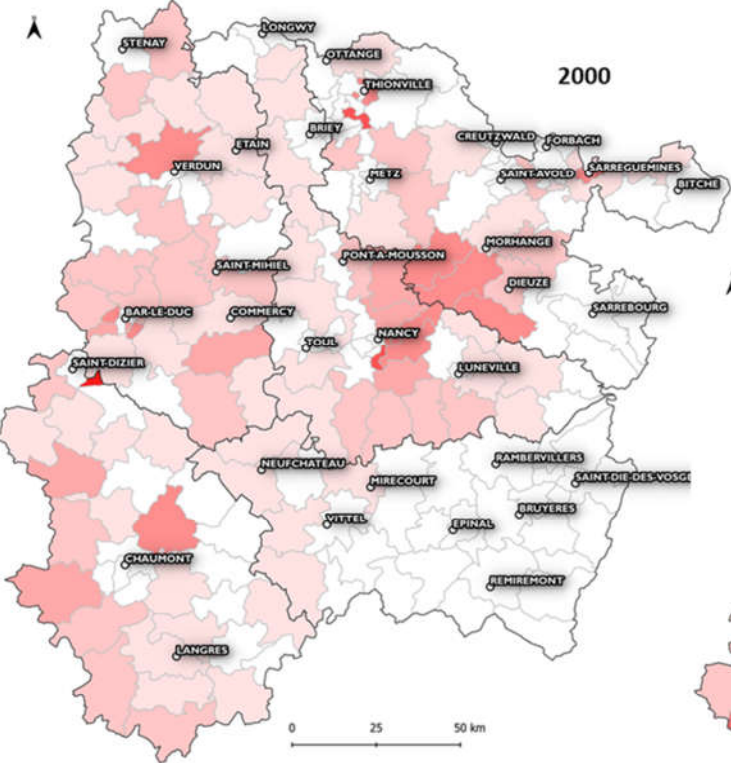 LONGWY
STENAY
OTTANGE
2000
THIONVILLE
BRIEY
CREUTZWALD
FORBACH
ETAIN
VERDUN
METZ
SAINT-AVOLD
SARREGUEMINES
BITCHE
MORHANGE
PONT-A-MOUSSON
SAINT-MIHIEL
DIEUZE
BAR-LE-DUC
COMMERCY
SARREBOURG
NANCY
TOUL
SAINT-DIZIER
LUNEVILLE
NEUFCHATEAU
RAMBERVILLERS
MIRECOURT
SAINT-DIE-DES-VOSGE
BRUYERES
VITTEL
EPINAL
CHAUMONT
REMIREMONT
LANGRES
0 25 50 km